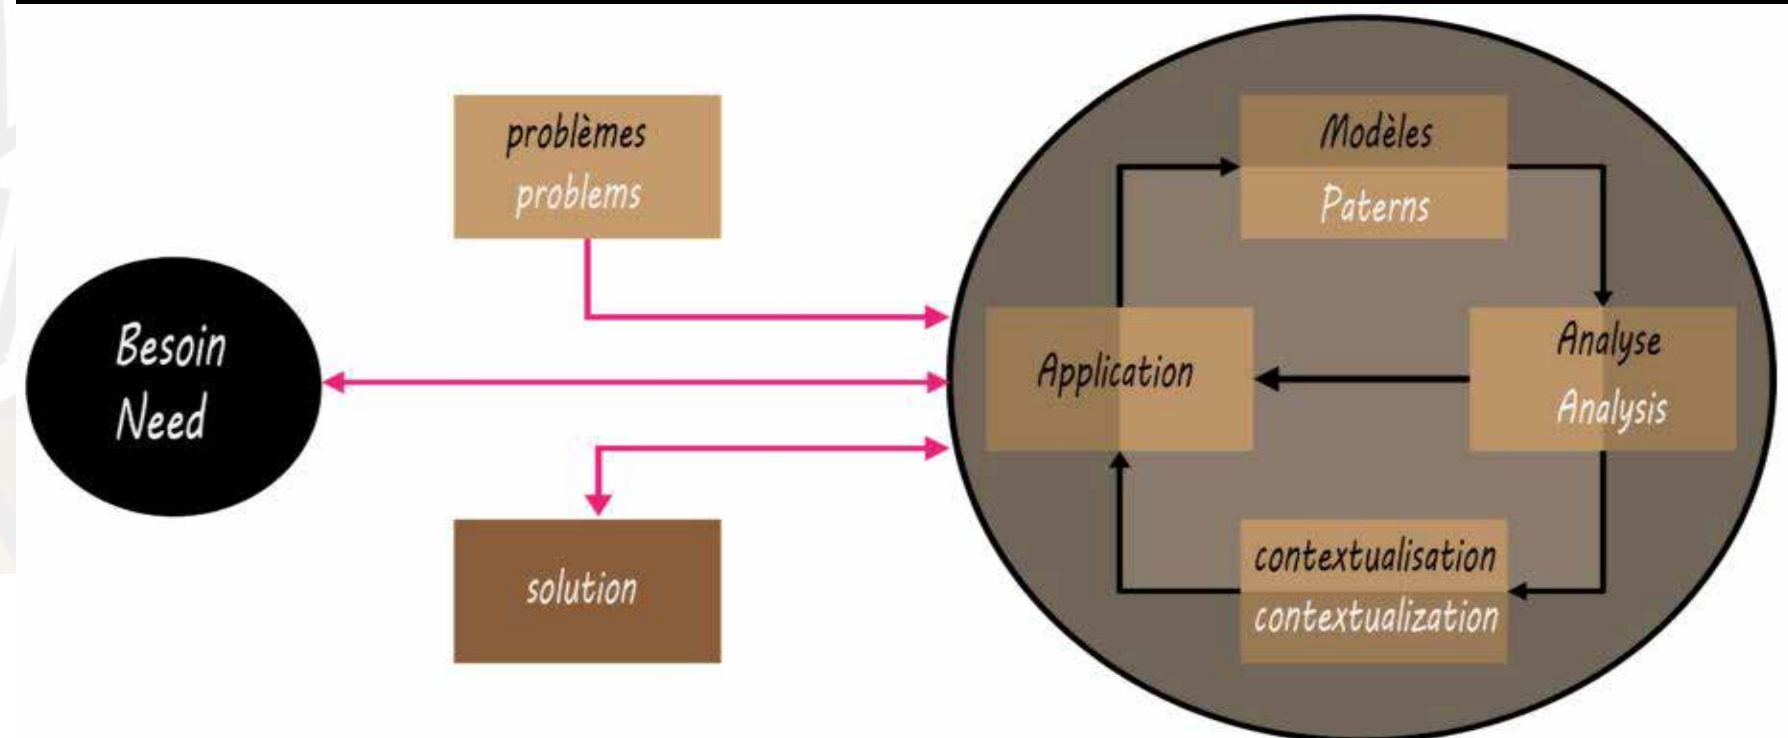 problèmes
problems
Besoin
Need
solution
Modèles
Paterns
Application
Analyse
Analysis
contextualisation
contextualization